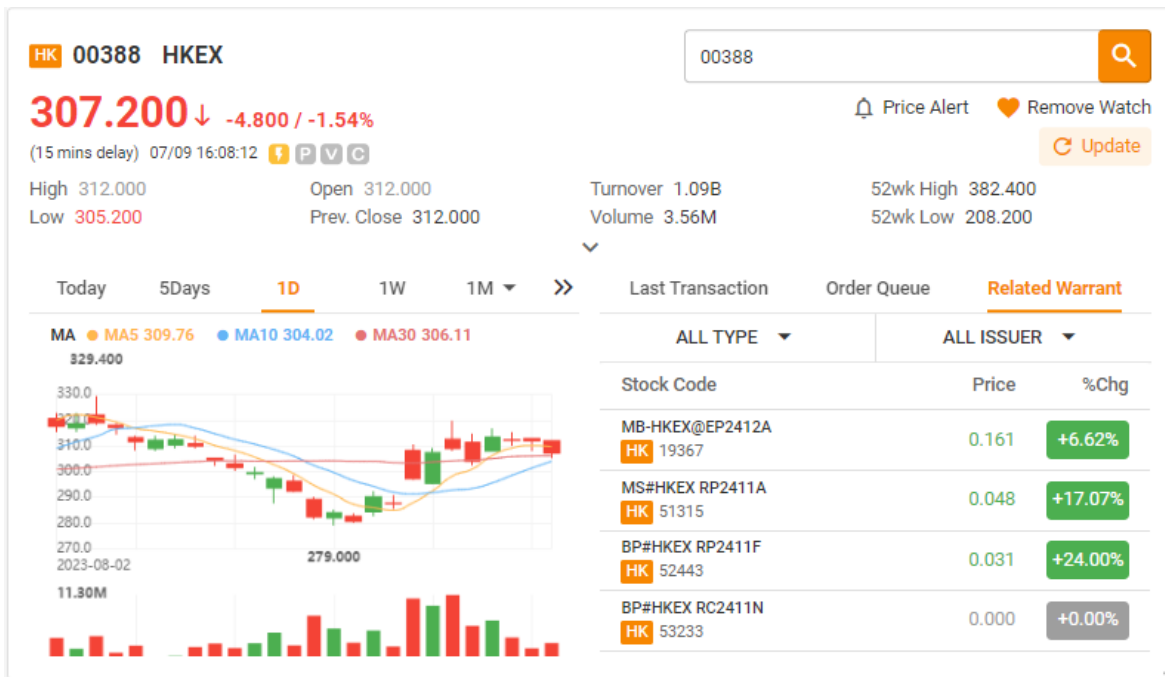 HK 00388 HKEX
00388
307.200 ↓ -4.800 / -1.54%
Price Alert Remove Watch
(15 mins delay) 07/09 16:08:12 P V C
Update
High 312.000 Open 312.000 Turnover 1.09B 52wk High 382.400
Low 305.200 Prev. Close 312.000 Volume 3.56M 52wk Low 208.200
Today 5Days 1D 1W 1M
Last Transaction Order Queue Related Warrant
MA MA5 309.76 MA10 304.02 MA30 306.11
329.400
330.0
320.0
310.0
300.0
290.0
280.0
270.0
279.000
2023-08-02
11.30M
ALL TYPE ALL ISSUER
Stock Code Price %Chg
MB-HKEX@EP2412A
HK 19367 0.161 +6.62%
MS#HKEX RP2411A
HK 51315 0.048 +17.07%
BP#HKEX RP2411F
HK 52443 0.031 +24.00%
BP#HKEX RC2411N
HK 53233 0.000 +0.00%